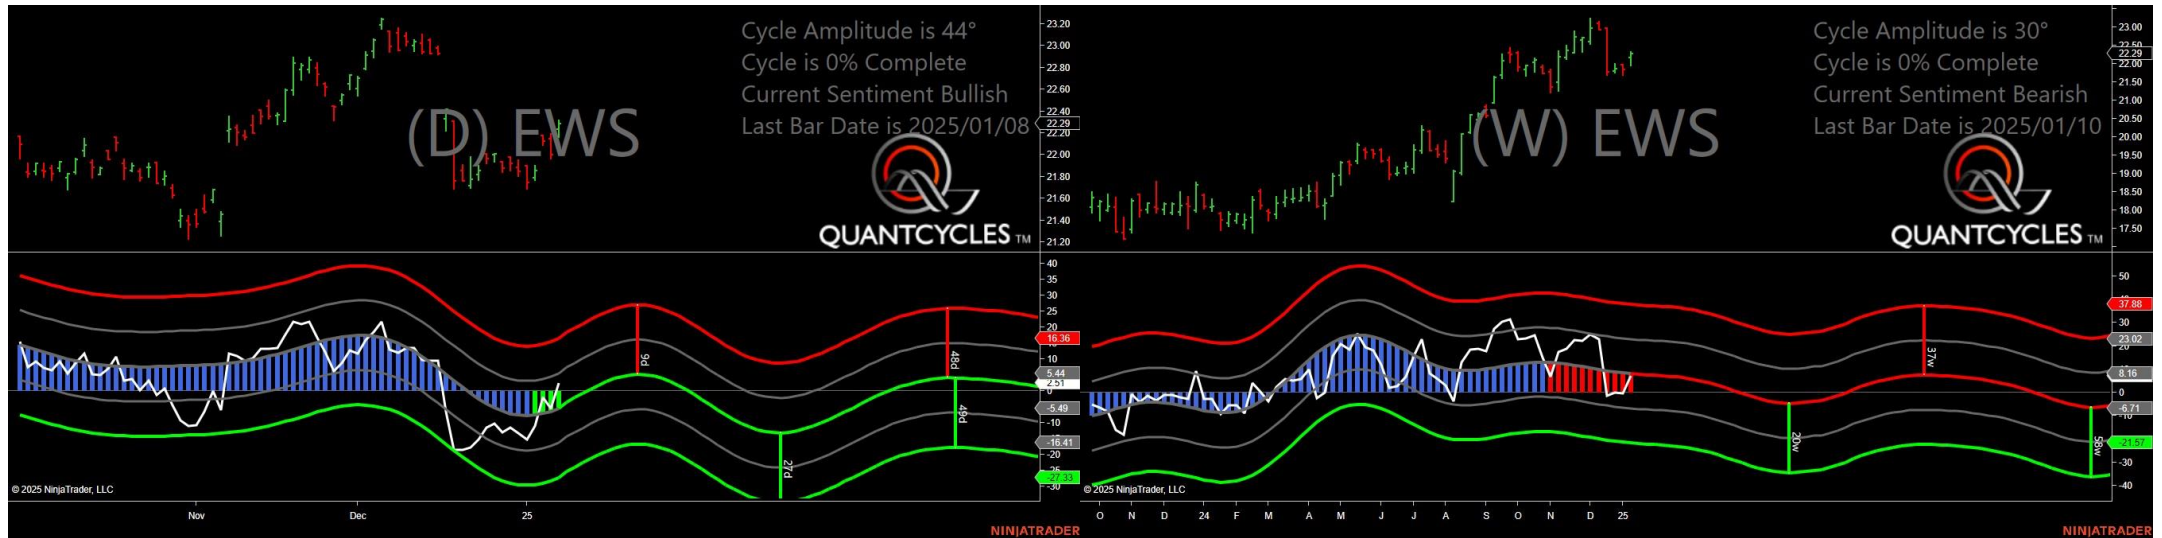 Cycle Amplitude is 44°
Cycle is 0% Complete
Current Sentiment Bullish
Last Bar Date is 2025/01/08
(D) EWS
QUANTCYCLES TM
23.20
23.00
22.80
22.60
22.40
22.29
22.20
22.00
21.80
21.60
21.40
21.20
40
35
30
25
20
16.36
10
5.44
2.51
0
-5.49
-10
-16.41
-20
-27.33
-30
9d
27d
48d
49d
© 2025 NinjaTrader, LLC
Nov
Dec
25
NINJATRADER
Cycle Amplitude is 30°
Cycle is 0% Complete
Current Sentiment Bearish
Last Bar Date is 2025/01/10
(W) EWS
QUANTCYCLES TM
23.00
22.50
22.29
22.00
21.50
21.00
20.50
20.00
19.50
19.00
18.50
18.00
17.50
50
37.88
30
23.02
20
8.16
0
-6.71
-10
-21.57
-30
-40
20w
37w
58w
© 2025 NinjaTrader, LLC
O N D 24 F M A M J J A S O N D 25
NINJATRADER